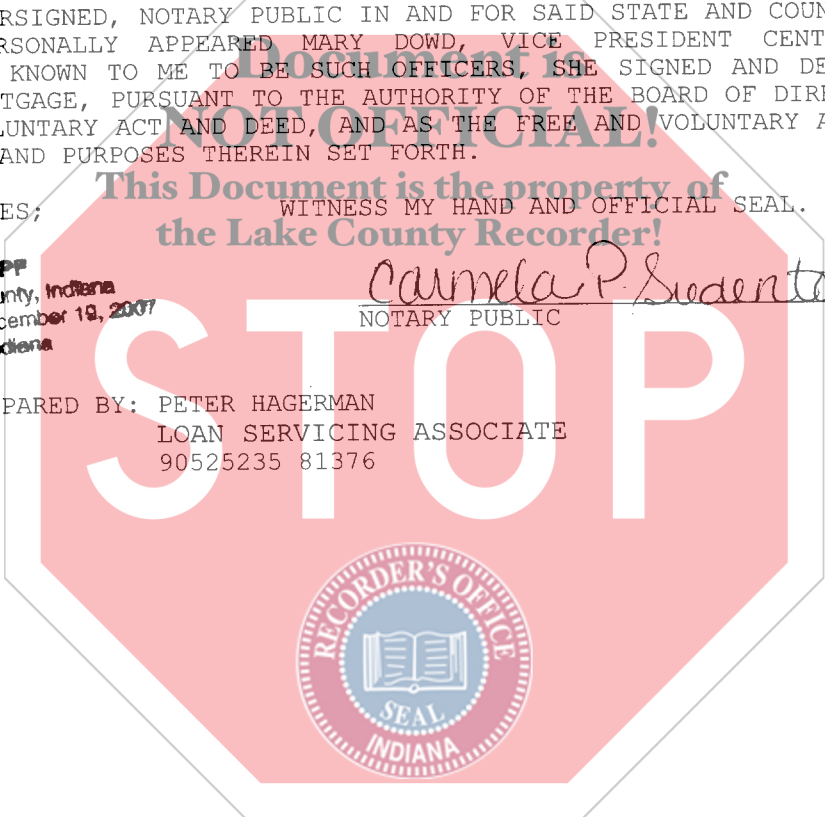 RSIGNED, NOTARY PUBLIC IN AND FOR SAID STATE AND COUN
RSONALLY APPEARED MARY DOWD, VICE PRESIDENT CENT
KNOWN TO ME TO BE SUCH OFFICERS, SHE SIGNED AND DE
TGAGE, PURSUANT TO THE AUTHORITY OF THE BOARD OF DIRE
LUNTARY ACT AND DEED, AND AS THE FREE AND VOLUNTARY A
AND PURPOSES THEREIN SET FORTH.
Document is
NOT OFFICIAL!
This Document is the property of
the Lake County Recorder!
ES; WITNESS MY HAND AND OFFICIAL SEAL.
PF
nty, Indiana
cember 19, 2007
diana
Carmela P.
NOTARY PUBLIC
STOP
PARED BY: PETER HAGERMAN
LOAN SERVICING ASSOCIATE
90525235 81376
RECORDER'S OFFICE
SEAL
INDIANA